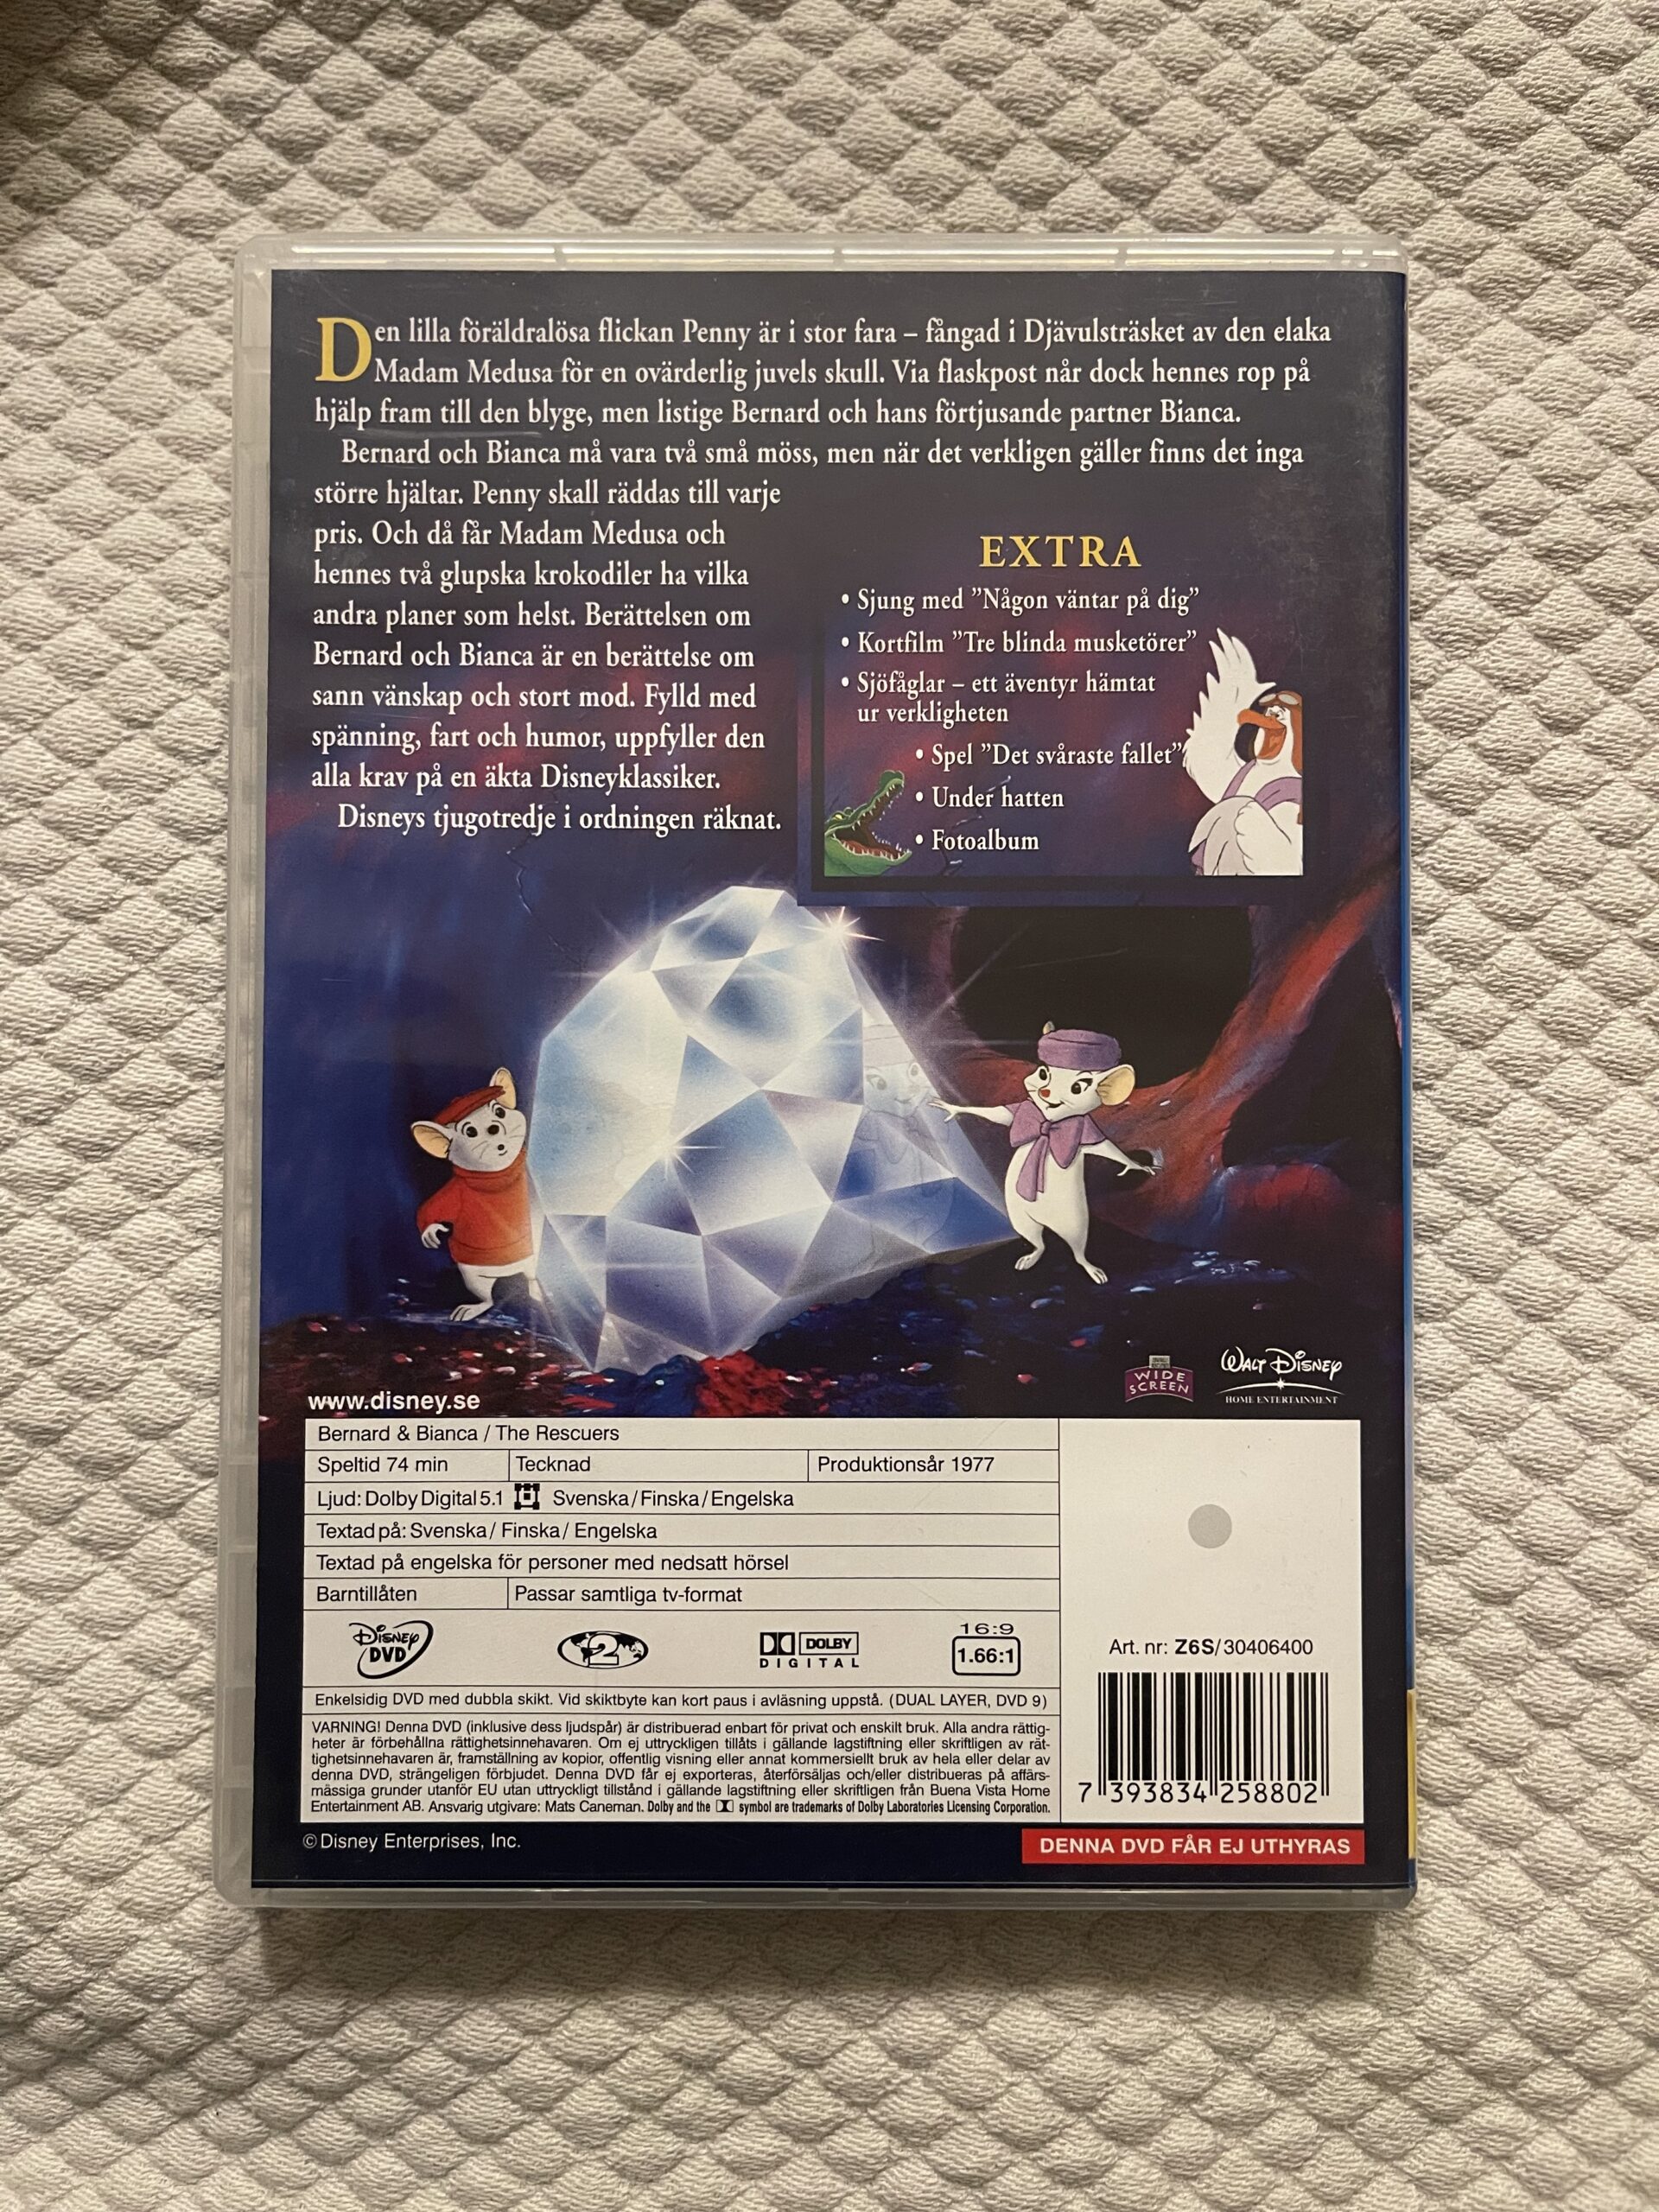 Den lilla föräldralösa flickan Penny är i stor fara – fångad i Djävulsträsket av den elaka
Madam Medusa för en ovärderlig juvels skull. Via flaskpost når dock hennes rop på
hjälp fram till den blyge, men listige Bernard och hans förtjusande partner Bianca.
Bernard och Bianca må vara två små möss, men när det verkligen gäller finns det inga
större hjältar. Penny skall räddas till varje
pris. Och då får Madam Medusa och
hennes två glupska krokodiler ha vilka
andra planer som helst. Berättelsen om
Bernard och Bianca är en berättelse om
sann vänskap och stort mod. Fylld med
spänning, fart och humor, uppfyller den
alla krav på en äkta Disneyklassiker.
Disneys tjugotredje i ordningen räknat.
EXTRA
• Sjung med ”Någon väntar på dig”
• Kortfilm ”Tre blinda musketörer”
• Sjöfåglar – ett äventyr hämtat
ur verkligheten
• Spel ”Det svåraste fallet”
• Under hatten
• Fotoalbum
WIDE
SCREEN
WALT DISNEY
HOME ENTERTAINMENT
www.disney.se
Bernard & Bianca / The Rescuers
Speltid 74 min Tecknad Produktionsår 1977
Ljud: Dolby Digital 5.1 Svenska/Finska/Engelska
Textad på: Svenska/ Finska/ Engelska
Textad på engelska för personer med nedsatt hörsel
Barntillåten Passar samtliga tv-format
DISNEY
DVD
2
DOLBY
DIGITAL
16:9
1.66:1
Enkelsidig DVD med dubbla skikt. Vid skiktbyte kan kort paus i avläsning uppstå. (DUAL LAYER, DVD 9)
VARNING! Denna DVD (inklusive dess ljudspår) är distribuerad enbart för privat och enskilt bruk. Alla andra rättig-
heter är förbehållna rättighetsinnehavaren. Om ej uttryckligen tillåts i gällande lagstiftning eller skriftligen av rät-
tighetsinnehavaren är, framställning av kopior, offentlig visning eller annat kommersiellt bruk av hela eller delar av
denna DVD, strängeligen förbjudet. Denna DVD får ej exporteras, återförsäljas och/eller distribueras på affärs-
mässiga grunder utanför EU utan uttryckligt tillstånd i gällande lagstiftning eller skriftligen från Buena Vista Home
Entertainment AB. Ansvarig utgivare: Mats Caneman. Dolby and the symbol are trademarks of Dolby Laboratories Licensing Corporation.
Art. nr: Z6S/30406400
7 393834 258802
© Disney Enterprises, Inc.
DENNA DVD FÅR EJ UTHYRAS